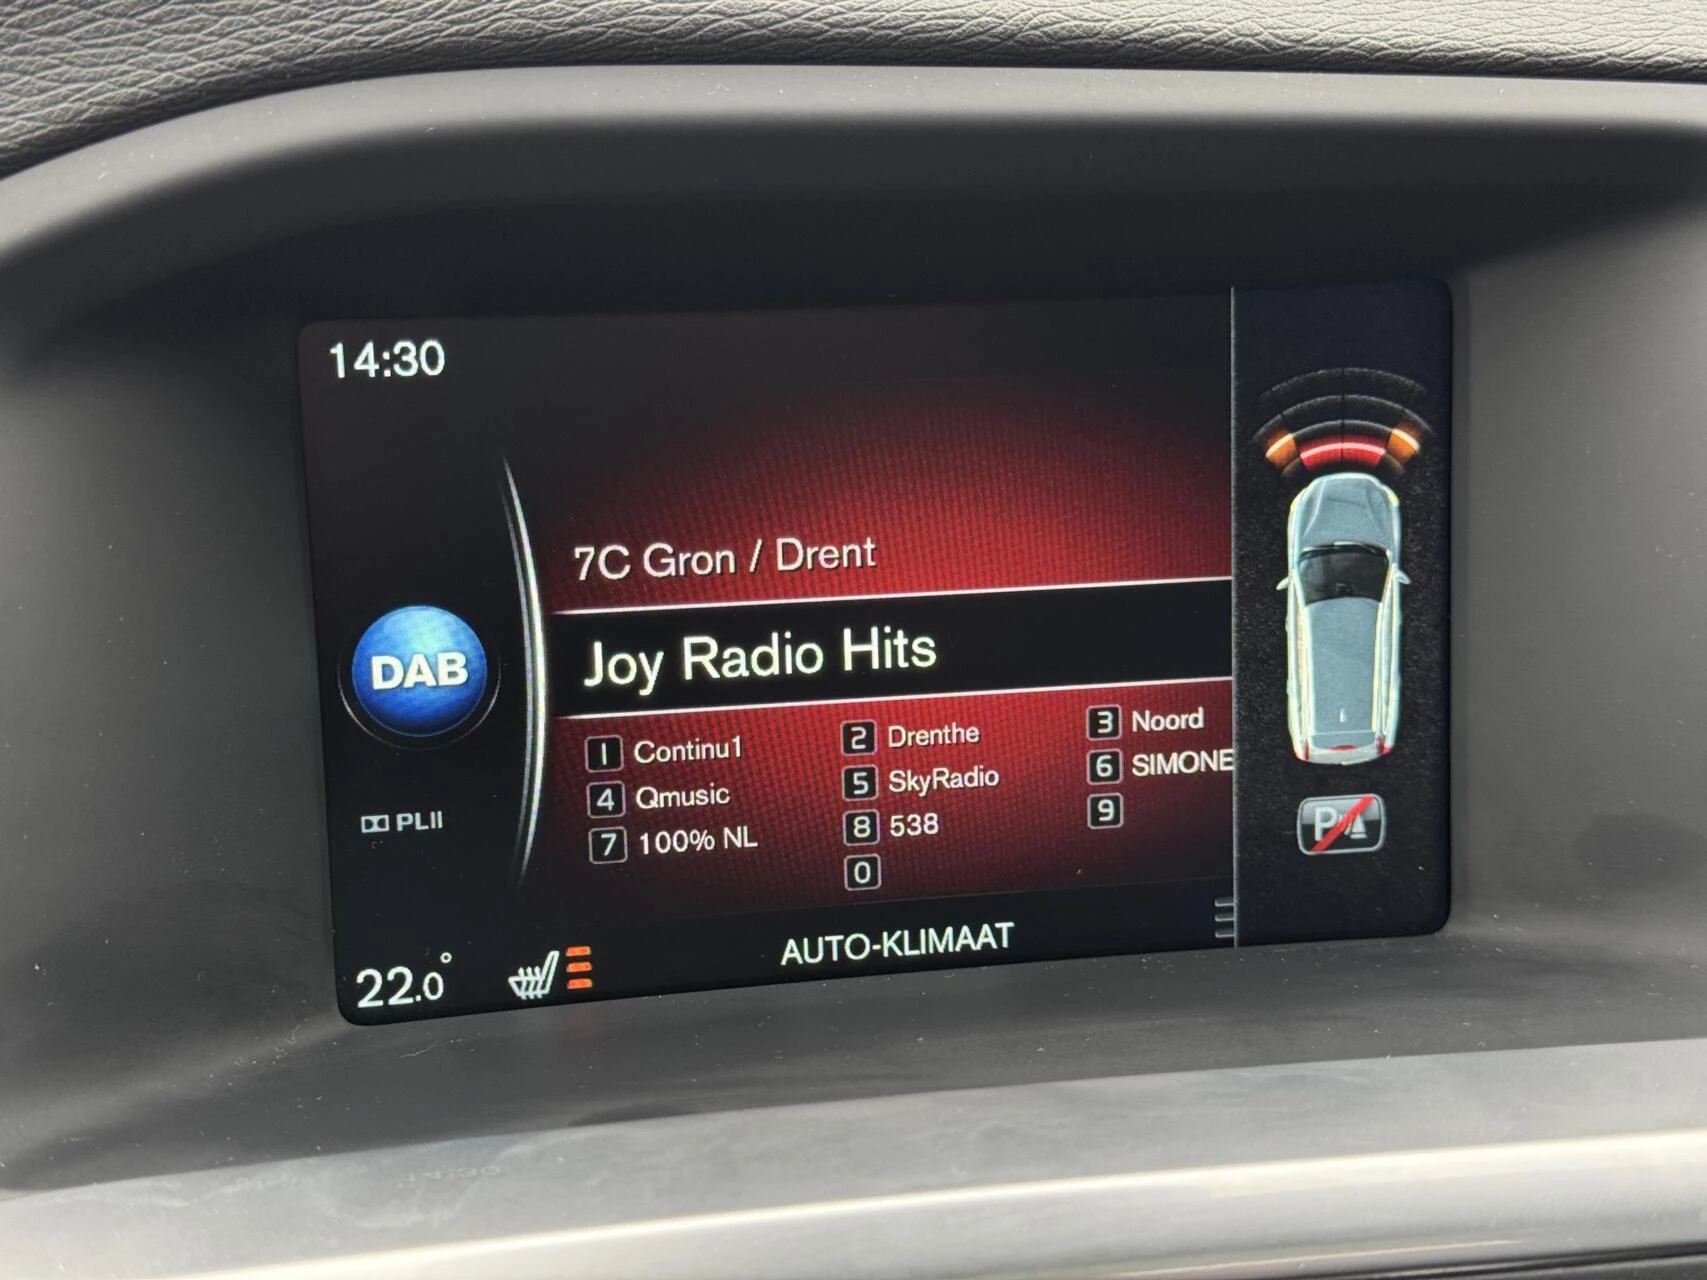 14:30
7C Gron / Drent
DAB
Joy Radio Hits
1 Continu1 2 Drenthe 3 Noord
4 Qmusic 5 SkyRadio 6 SIMONE
7 100% NL 8 538 9
0
PLII
P
22.0° AUTO-KLIMAAT